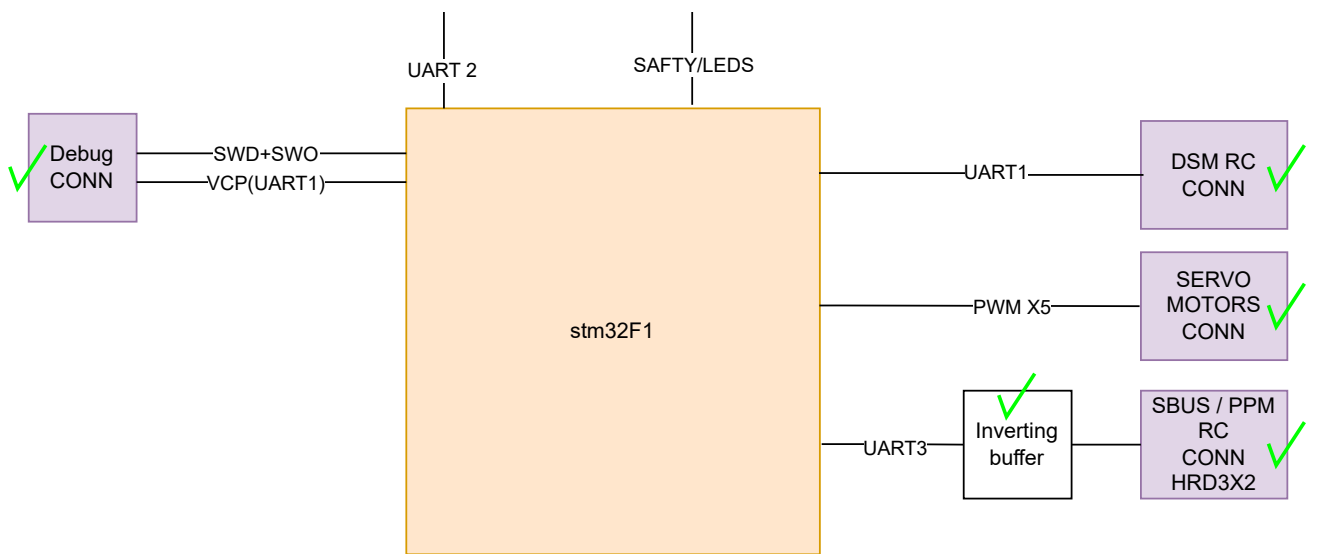 UART 2
SAFTY/LEDS
Debug
CONN
SWD+SWO
VCP(UART1)
stm32F1
UART1
DSM RC
CONN
PWM X5
SERVO
MOTORS
CONN
UART3
Inverting
buffer
SBUS / PPM
RC
CONN
HRD3X2